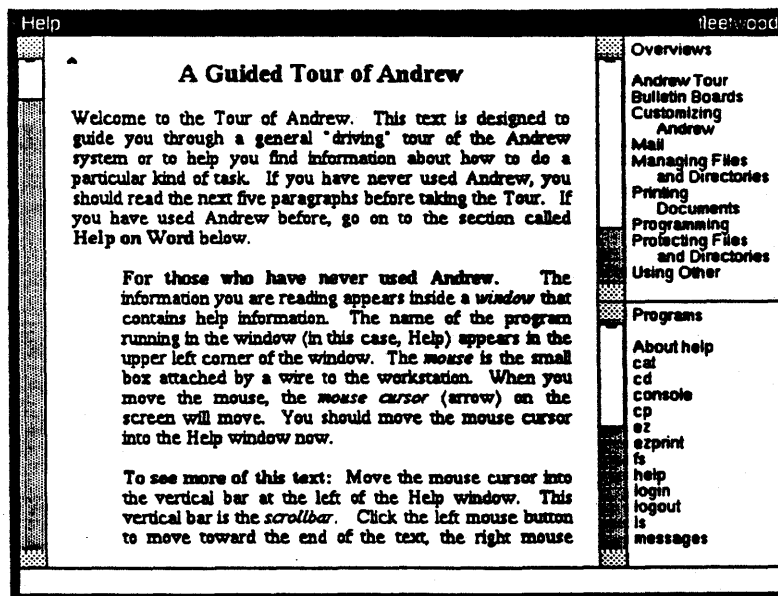 Help
fleetwood
A Guided Tour of Andrew
Welcome to the Tour of Andrew. This text is designed to
guide you through a general "driving" tour of the Andrew
system or to help you find information about how to do a
particular kind of task. If you have never used Andrew, you
should read the next five paragraphs before taking the Tour. If
you have used Andrew before, go on to the section called
Help on Word below.
For those who have never used Andrew. The
information you are reading appears inside a window that
contains help information. The name of the program
running in the window (in this case, Help) appears in the
upper left corner of the window. The mouse is the small
box attached by a wire to the workstation. When you
move the mouse, the mouse cursor (arrow) on the
screen will move. You should move the mouse cursor
into the Help window now.
To see more of this text: Move the mouse cursor into
the vertical bar at the left of the Help window. This
vertical bar is the scrollbar. Click the left mouse button
to move toward the end of the text, the right mouse
Overviews
Andrew Tour
Bulletin Boards
Customizing
Andrew
Mail
Managing Files
and Directories
Printing
Documents
Programming
Protecting Files
and Directories
Using Other
Programs
About help
cat
cd
console
cp
ez
ezprint
fs
help
login
logout
ls
messages